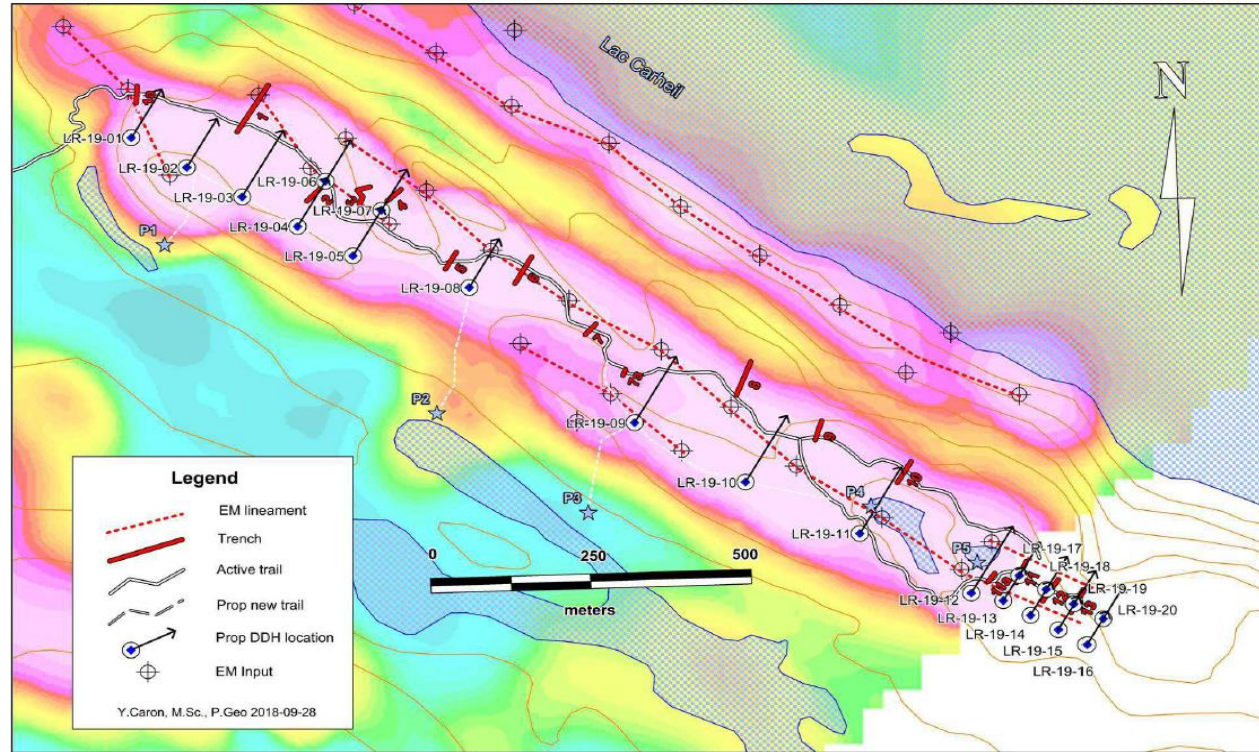 Lac Carheil
N
LR-19-01
LR-19-02
LR-19-03
LR-19-06
LR-19-07
LR-19-04
LR-19-05
P1
LR-19-08
P2
LR-19-09
P3
LR-19-10
P4
LR-19-11
P5
LR-19-17
LR-19-18
LR-19-19
LR-19-20
LR-19-12
LR-19-13
LR-19-14
LR-19-15
LR-19-16
0 250 500
meters
Legend
EM lineament
Trench
Active trail
Prop new trail
Prop DDH location
EM Input
Y.Caron, M.Sc., P.Geo 2018-09-28